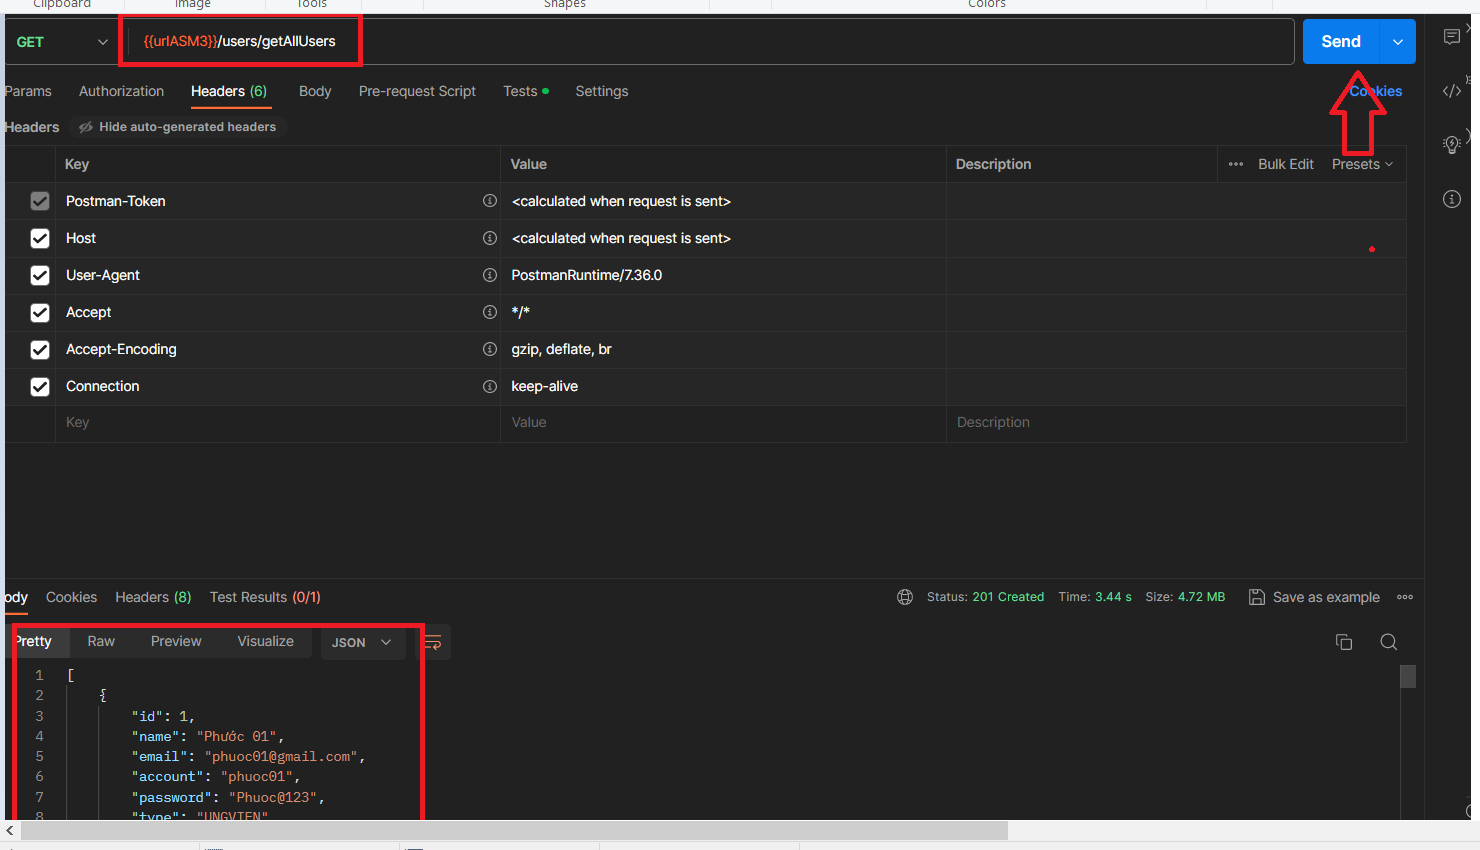 Clipboard Image Tools Shapes Colors
GET {{urlASM3}}/users/getAllUsers Send
Params Authorization Headers (6) Body Pre-request Script Tests Settings Cookies
Headers Hide auto-generated headers
Key Value Description Bulk Edit Presets
Postman-Token <calculated when request is sent>
Host <calculated when request is sent>
User-Agent PostmanRuntime/7.36.0
Accept */*
Accept-Encoding gzip, deflate, br
Connection keep-alive
Key Value Description
ody Cookies Headers (8) Test Results (0/1) Status: 201 Created Time: 3.44 s Size: 4.72 MB Save as example
Pretty Raw Preview Visualize JSON
1 [
2 {
3 "id": 1,
4 "name": "Phước 01",
5 "email": "phuoc01@gmail.com",
6 "account": "phuoc01",
7 "password": "Phuoc@123",
8 "type": "UNGVIEN"